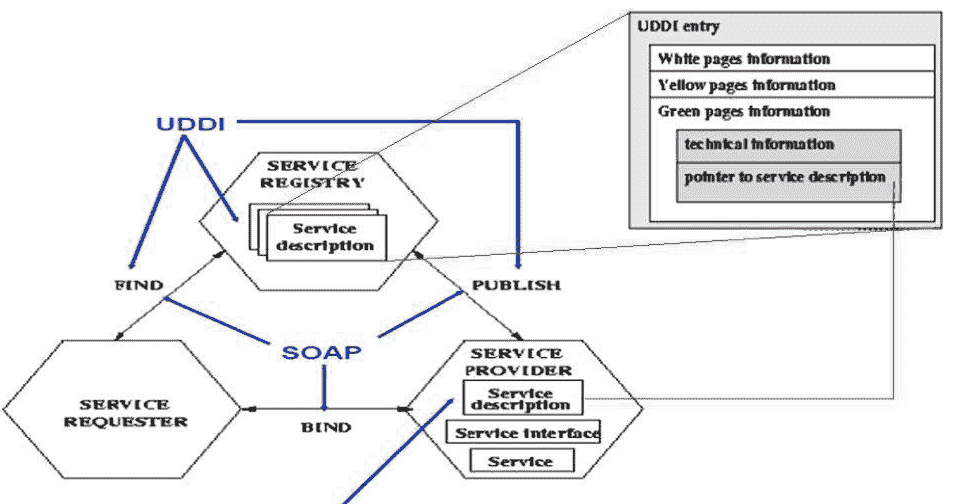 UDDI entry
White pages information
Yellow pages information
Green pages information
technical information
pointer to service description
UDDI
SERVICE
REGISTRY
Service
description
FIND
PUBLISH
SOAP
SERVICE
REQUESTER
BIND
SERVICE
PROVIDER
Service
description
Service interface
Service